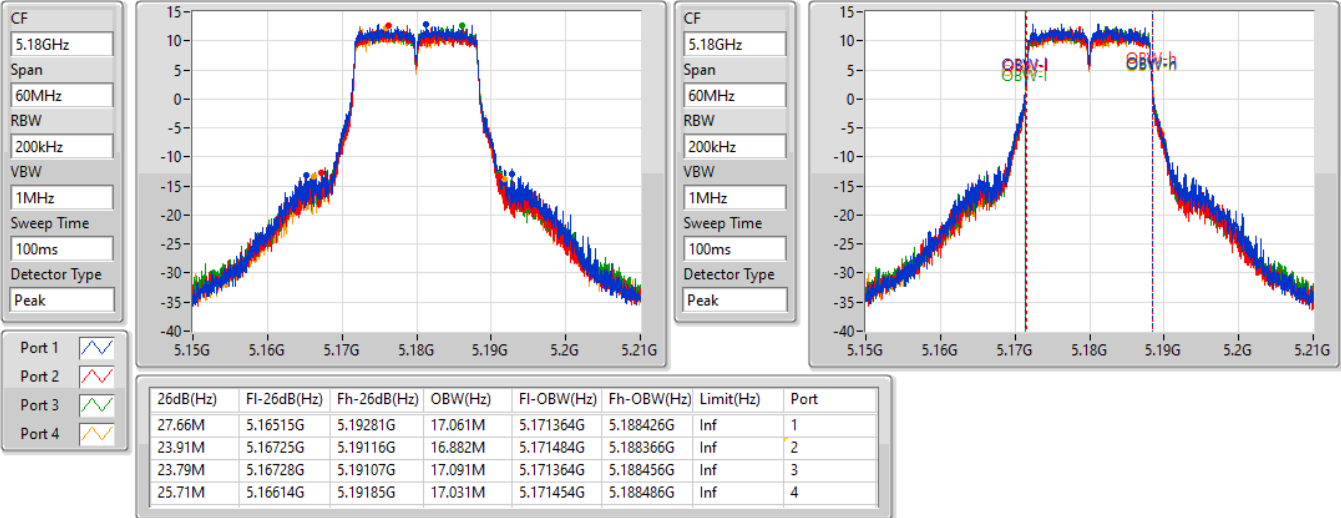 CF
5.18GHz
Span
60MHz
RBW
200kHz
VBW
1MHz
Sweep Time
100ms
Detector Type
Peak
15
10
5
0
-5
-10
-15
-20
-25
-30
-35
-40
5.15G 5.16G 5.17G 5.18G 5.19G 5.2G 5.21G
CF
5.18GHz
Span
60MHz
RBW
200kHz
VBW
1MHz
Sweep Time
100ms
Detector Type
Peak
15
10
5
0
-5
-10
-15
-20
-25
-30
-35
-40
OBW-l
OBW-l
OBW-h
OBW-h
5.15G 5.16G 5.17G 5.18G 5.19G 5.2G 5.21G
Port 1
Port 2
Port 3
Port 4
26dB(Hz) Fl-26dB(Hz) Fh-26dB(Hz) OBW(Hz) Fl-OBW(Hz) Fh-OBW(Hz) Limit(Hz) Port
27.66M 5.16515G 5.19281G 17.061M 5.171364G 5.188426G Inf 1
23.91M 5.16725G 5.19116G 16.882M 5.171484G 5.188366G Inf 2
23.79M 5.16728G 5.19107G 17.091M 5.171364G 5.188456G Inf 3
25.71M 5.16614G 5.19185G 17.031M 5.171454G 5.188486G Inf 4